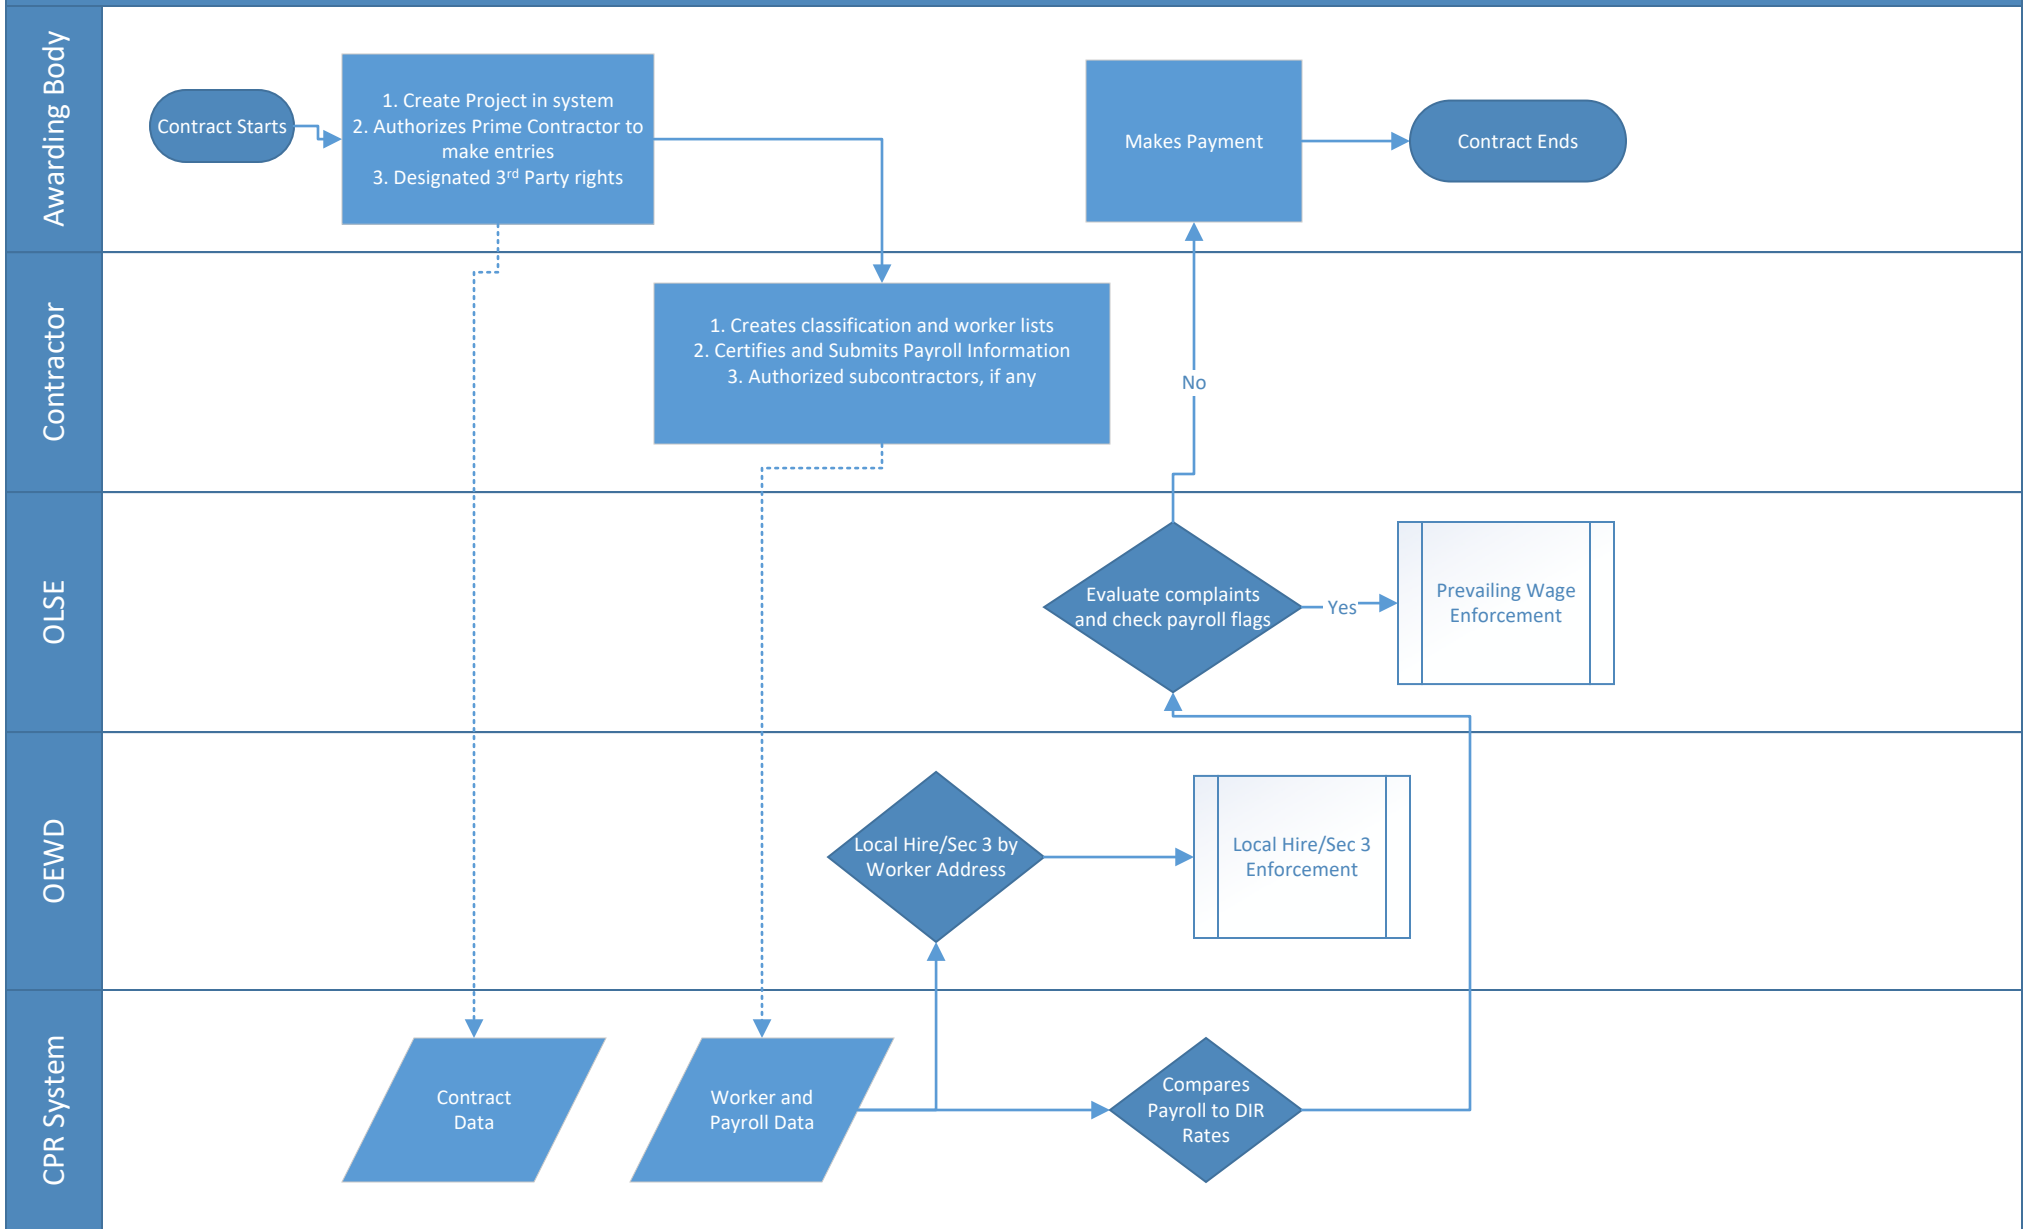 Awarding Body
Contract Starts
1. Create Project in system
2. Authorizes Prime Contractor to
make entries
3. Designated 3rd Party rights
Makes Payment
Contract Ends
Contractor
1. Creates classification and worker lists
2. Certifies and Submits Payroll Information
3. Authorized subcontractors, if any
No
OLSE
Evaluate complaints
and check payroll flags
Yes
Prevailing Wage
Enforcement
OEWD
Local Hire/Sec 3 by
Worker Address
Local Hire/Sec 3
Enforcement
CPR System
Contract
Data
Worker and
Payroll Data
Compares
Payroll to DIR
Rates